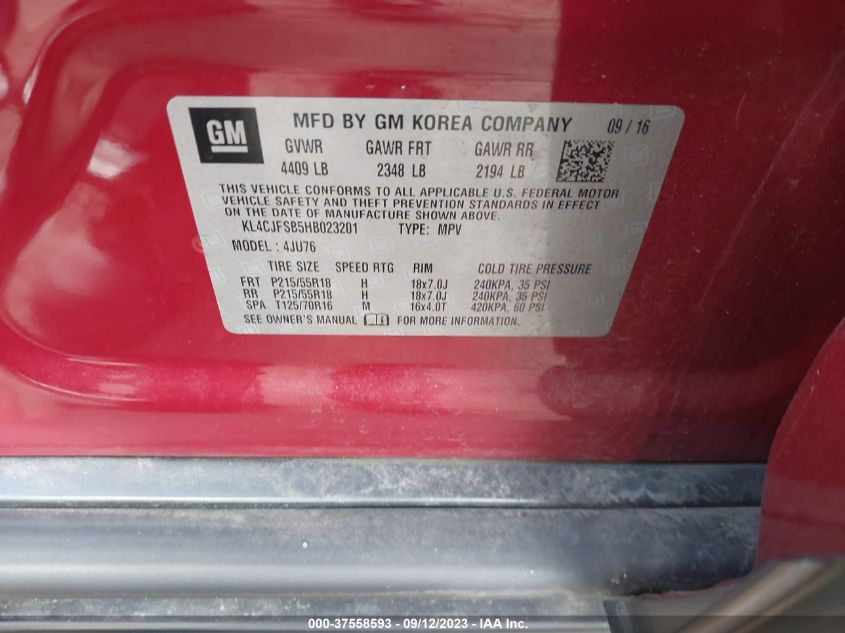 GM MFD BY GM KOREA COMPANY 09 / 16
GVWR GAWR FRT GAWR RR
4409 LB 2348 LB 2194 LB
THIS VEHICLE CONFORMS TO ALL APPLICABLE U.S. FEDERAL MOTOR
VEHICLE SAFETY AND THEFT PREVENTION STANDARDS IN EFFECT
ON THE DATE OF MANUFACTURE SHOWN ABOVE.
KL4CJFSB5HB023201 TYPE: MPV
MODEL : 4JU76
TIRE SIZE SPEED RTG RIM COLD TIRE PRESSURE
FRT P215/55R18 H 18x7.0J 240KPA, 35 PSI
RR P215/55R18 H 18x7.0J 240KPA, 35 PSI
SPA T125/70R16 M 16x4.0T 420KPA, 60 PSI
SEE OWNER'S MANUAL FOR MORE INFORMATION.
000-37558593 - 09/12/2023 - © IAA Inc.